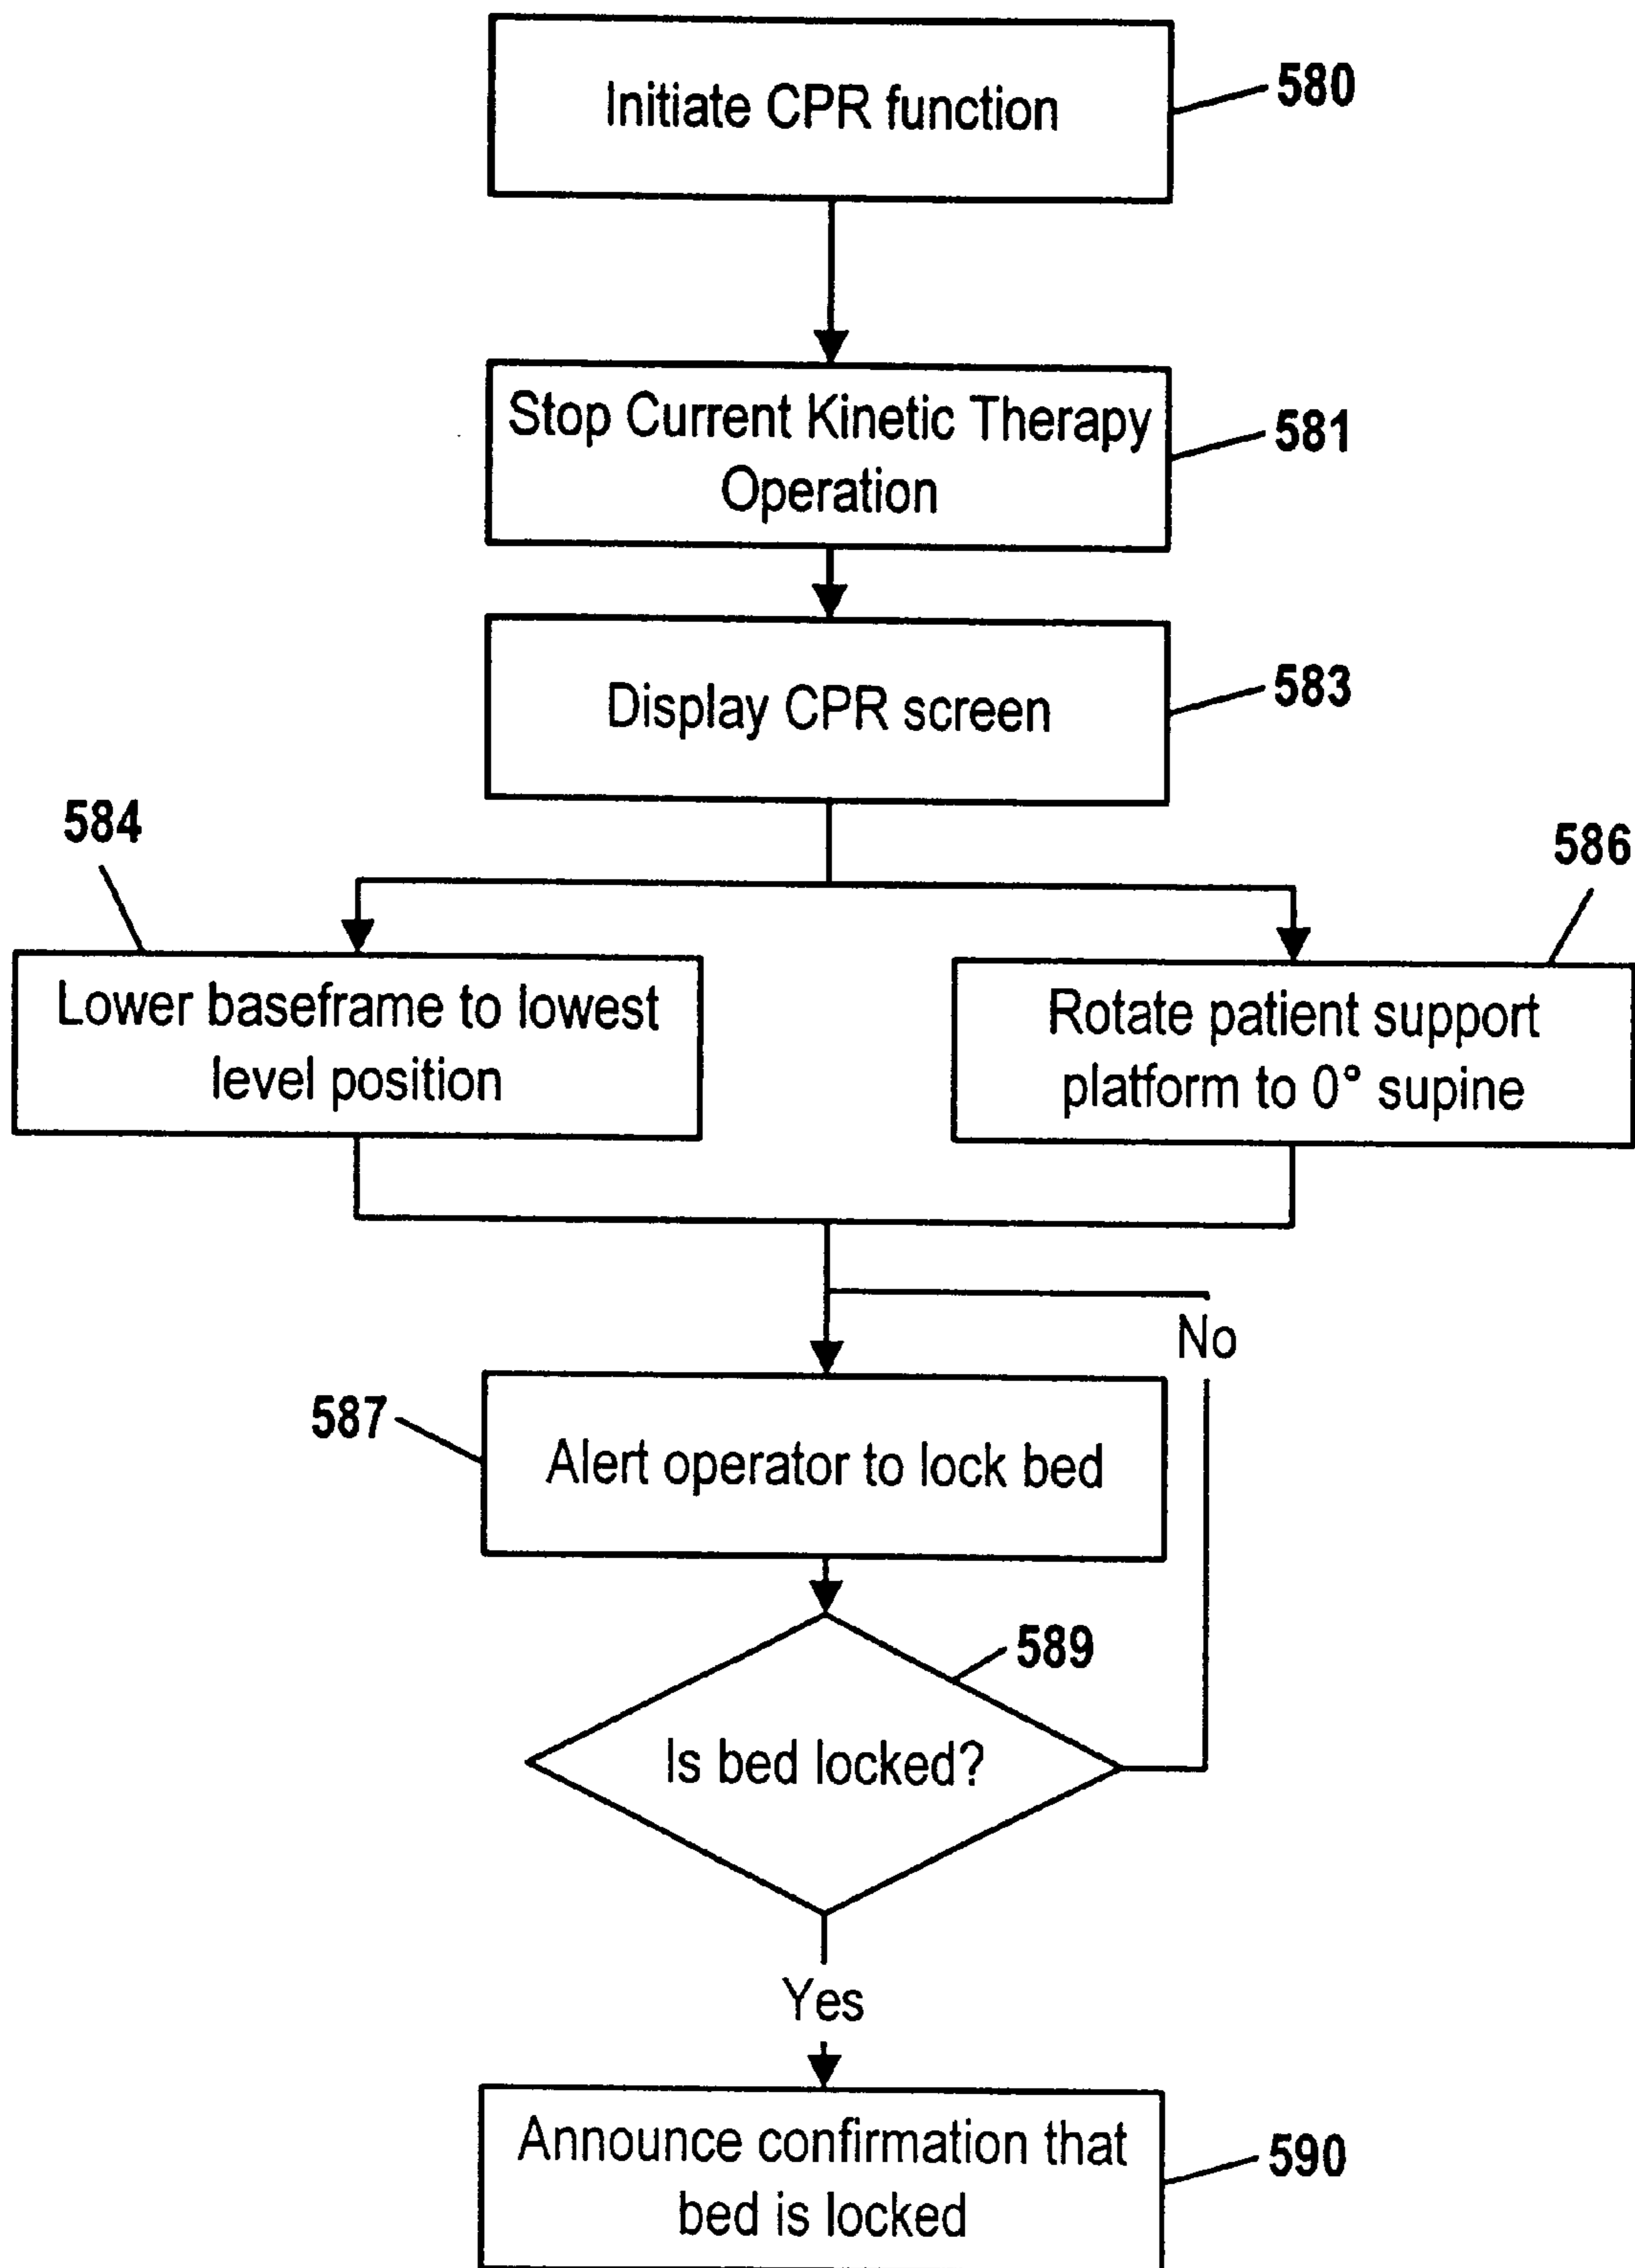 Initiate CPR function
580
Stop Current Kinetic Therapy
Operation
581
Display CPR screen
583
584
586
Lower baseframe to lowest
level position
Rotate patient support
platform to 0° supine
No
587
Alert operator to lock bed
589
Is bed locked?
Yes
Announce confirmation that
bed is locked
590